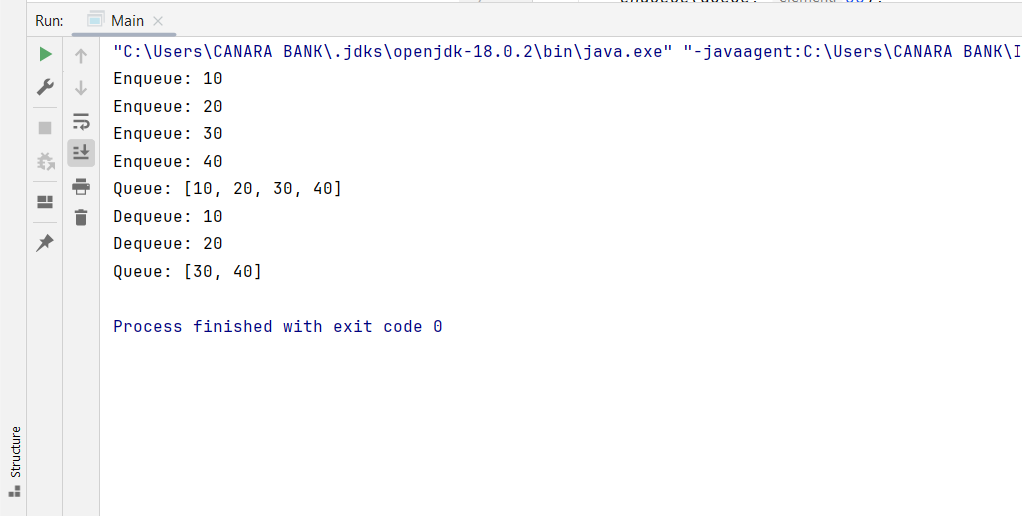 Run: Main
"C:\Users\CANARA BANK\.jdks\openjdk-18.0.2\bin\java.exe" "-javaagent:C:\Users\CANARA BANK\I
Enqueue: 10
Enqueue: 20
Enqueue: 30
Enqueue: 40
Queue: [10, 20, 30, 40]
Dequeue: 10
Dequeue: 20
Queue: [30, 40]
Process finished with exit code 0
Structure